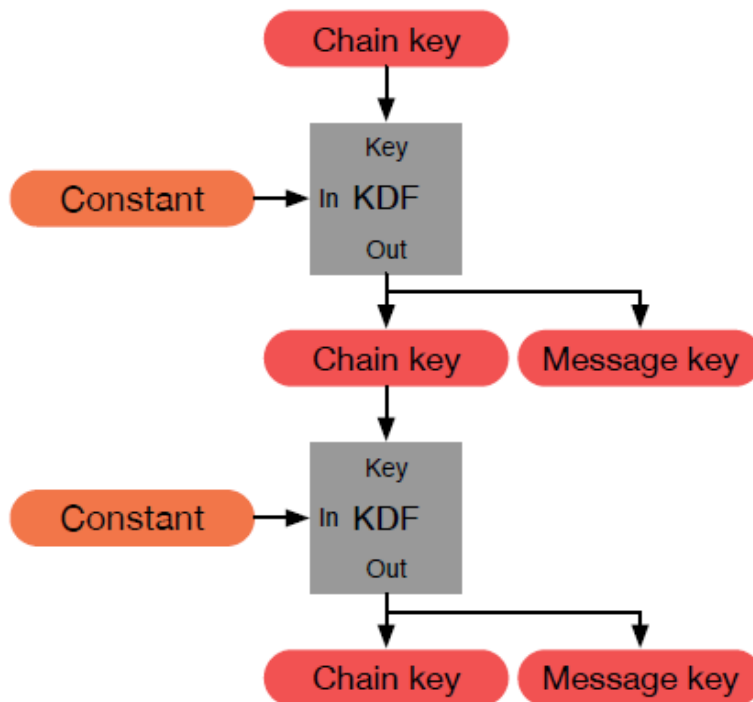 Chain key
Key
Constant
In KDF
Out
Chain key
Message key
Key
Constant
In KDF
Out
Chain key
Message key